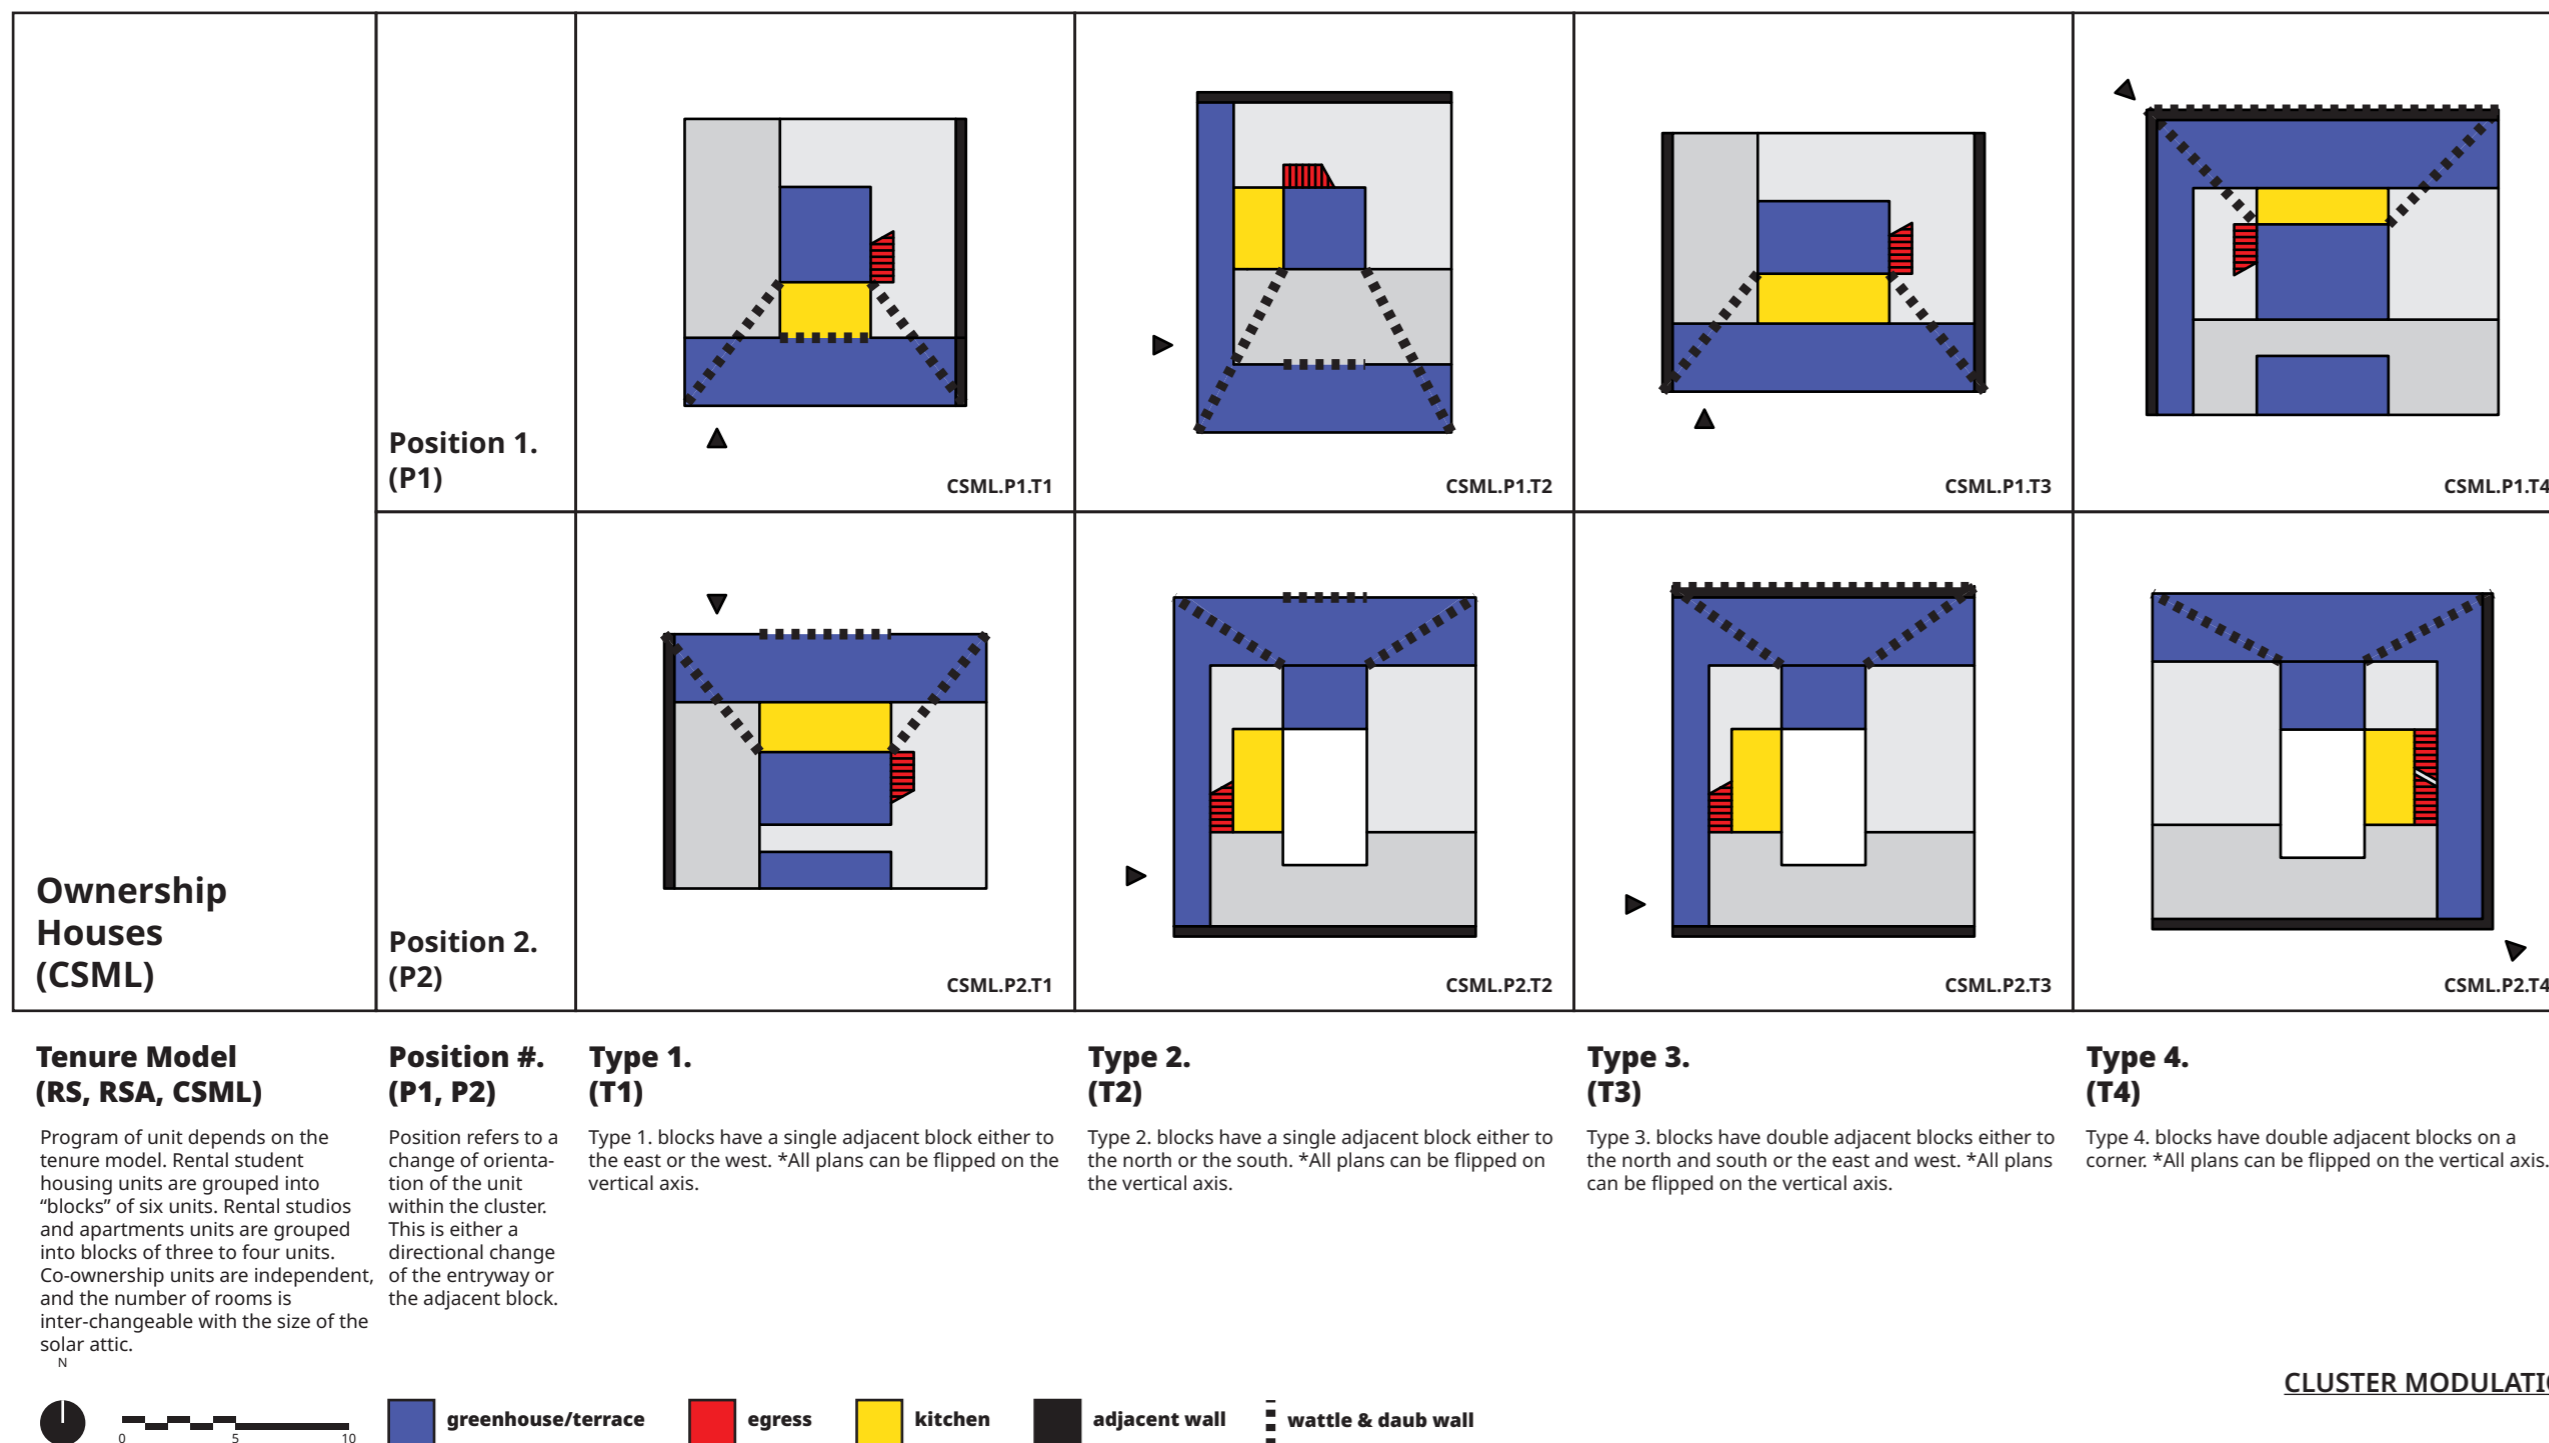 Position 1.
(P1)
CSML.P1.T1
CSML.P1.T2
CSML.P1.T3
CSML.P1.T4
Ownership
Houses
(CSML)
Position 2.
(P2)
CSML.P2.T1
CSML.P2.T2
CSML.P2.T3
CSML.P2.T4
Tenure Model
(RS, RSA, CSML)
Program of unit depends on the
tenure model. Rental student
housing units are grouped into
“blocks” of six units. Rental studios
and apartments units are grouped
into blocks of three to four units.
Co-ownership units are independent,
and the number of rooms is
inter-changeable with the size of the
solar attic.
Position #.
(P1, P2)
Position refers to a
change of orienta-
tion of the unit
within the cluster.
This is either a
directional change
of the entryway or
the adjacent block.
Type 1.
(T1)
Type 1. blocks have a single adjacent block either to
the east or the west. *All plans can be flipped on the
vertical axis.
Type 2.
(T2)
Type 2. blocks have a single adjacent block either to
the north or the south. *All plans can be flipped on
the vertical axis.
Type 3.
(T3)
Type 3. blocks have double adjacent blocks either to
the north and south or the east and west. *All plans
can be flipped on the vertical axis.
Type 4.
(T4)
Type 4. blocks have double adjacent blocks on a
corner. *All plans can be flipped on the vertical axis.
N
0 5 10
greenhouse/terrace
egress
kitchen
adjacent wall
wattle & daub wall
CLUSTER